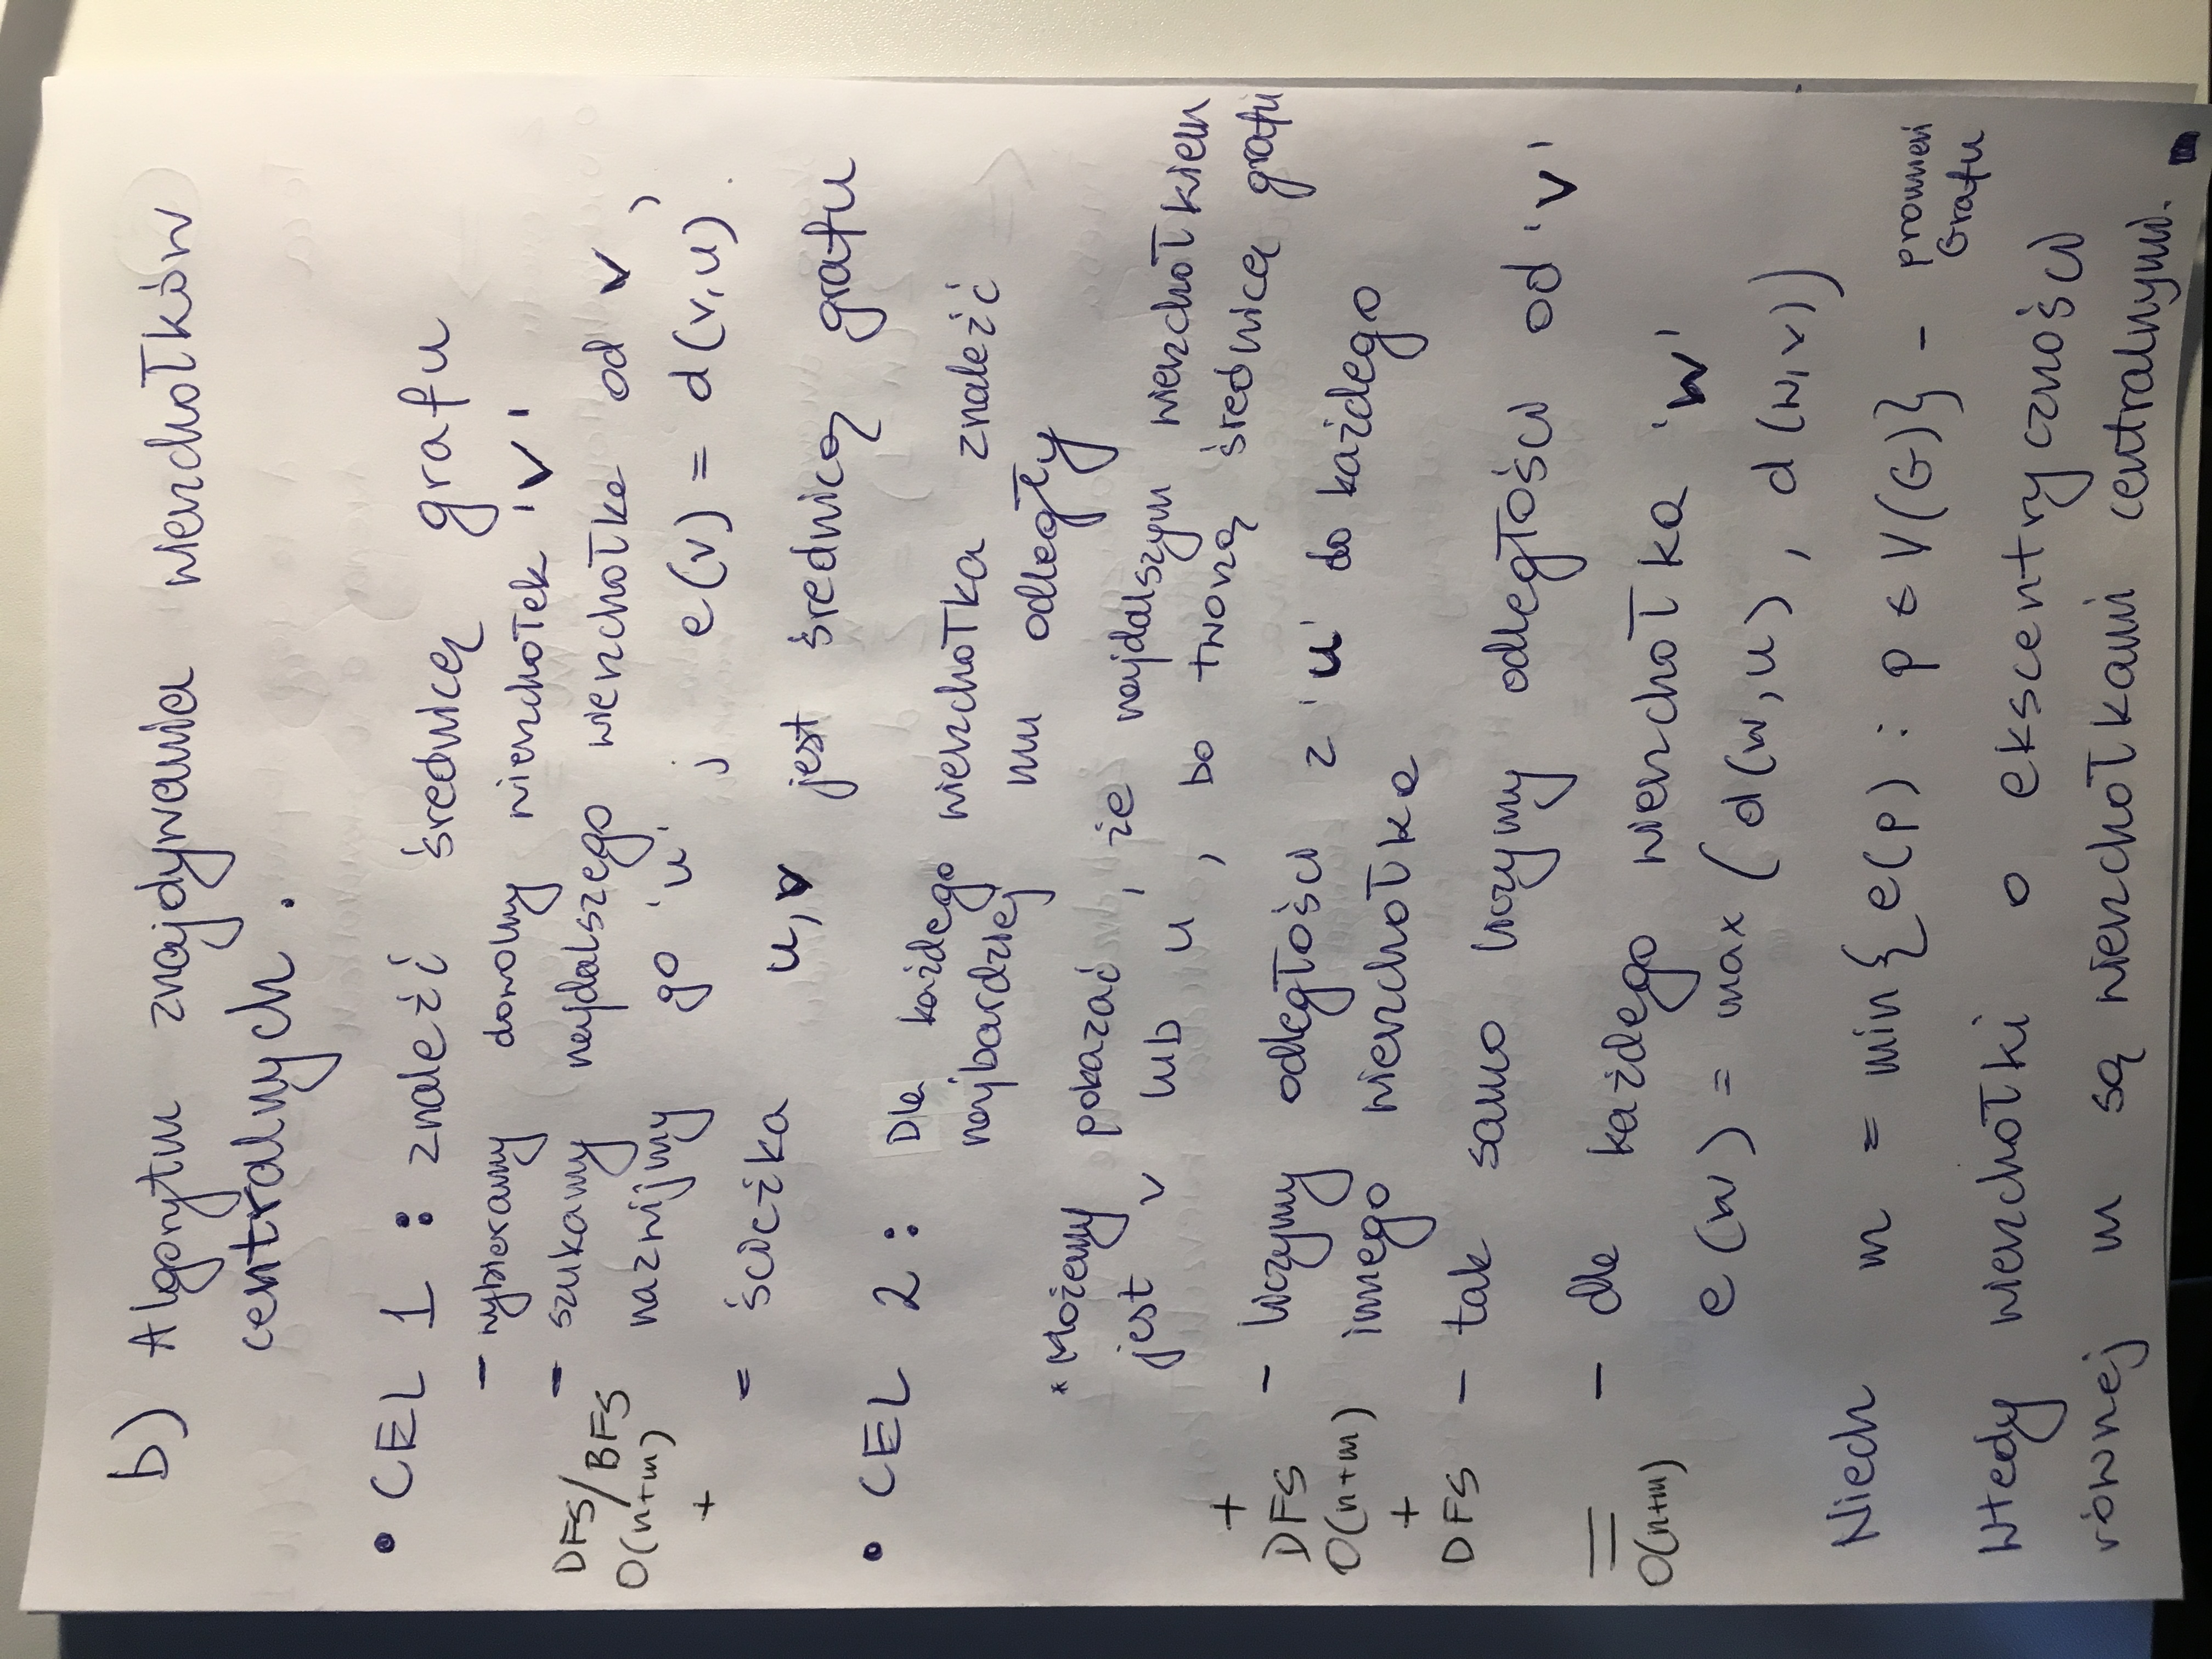 b) Algorytm znajdywania wierzchołków
centralnych.
• CEL 1 : znaleźć średnicę grafu
- wybieramy dowolny wierzchołek 'v'
- szukamy najdalszego wierzchołka od v,
DFS/BFS
O(n+m)
+
nazwijmy go 'u' ; e(v) = d(v,u).
- ścieżka u,v jest średnicą grafu
• CEL 2 : Dla każdego wierzchołka znaleźć
najbardziej mu odległy
* Możemy pokazać, że najdalszym wierzchołkiem
jest v lub u, bo tworzą średnicę grafu
+
DFS
O(n+m)
- liczymy odległości z 'u' do każdego
innego wierzchołka
+
DFS
- tak samo liczymy odległości od 'v'
=
O(n+m)
- dla każdego wierzchołka 'w'
e(w) = max(d(w,u), d(w,v))
Niech m = min{e(p) : p ∈ V(G)} - promień
Grafu
Wtedy wierzchołki o ekscentryczności
równej m są wierzchołkami centralnymi.